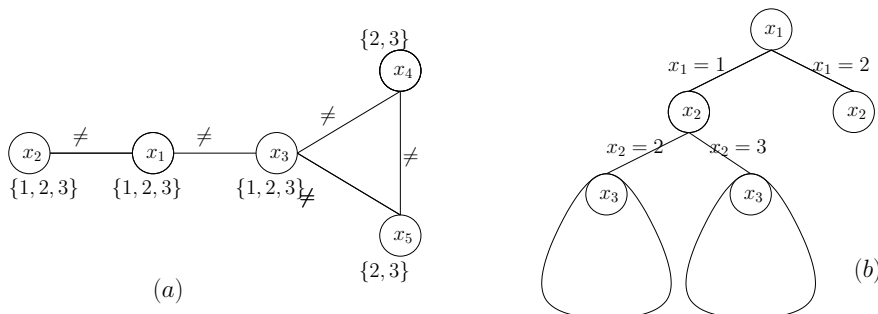 {2, 3}
x₄
≠ ≠ ≠ ≠
x₂ x₁ x₃
{1, 2, 3} {1, 2, 3} {1, 2, 3}
≠
x₅
{2, 3}
(a)
x₁
x₁ = 1 x₁ = 2
x₂ x₂
x₂ = 2 x₂ = 3
x₃ x₃
(b)